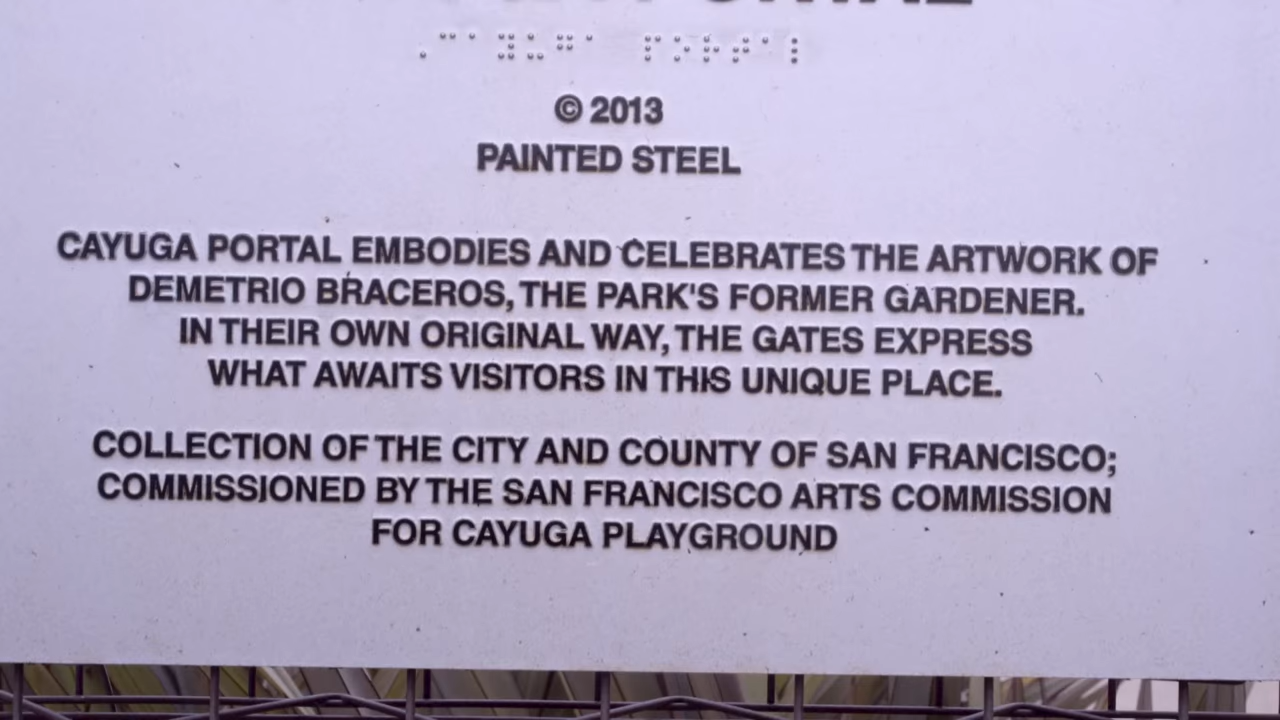 © 2013
PAINTED STEEL
CAYUGA PORTAL EMBODIES AND CELEBRATES THE ARTWORK OF
DEMETRIO BRACEROS, THE PARK'S FORMER GARDENER.
IN THEIR OWN ORIGINAL WAY, THE GATES EXPRESS
WHAT AWAITS VISITORS IN THIS UNIQUE PLACE.
COLLECTION OF THE CITY AND COUNTY OF SAN FRANCISCO;
COMMISSIONED BY THE SAN FRANCISCO ARTS COMMISSION
FOR CAYUGA PLAYGROUND